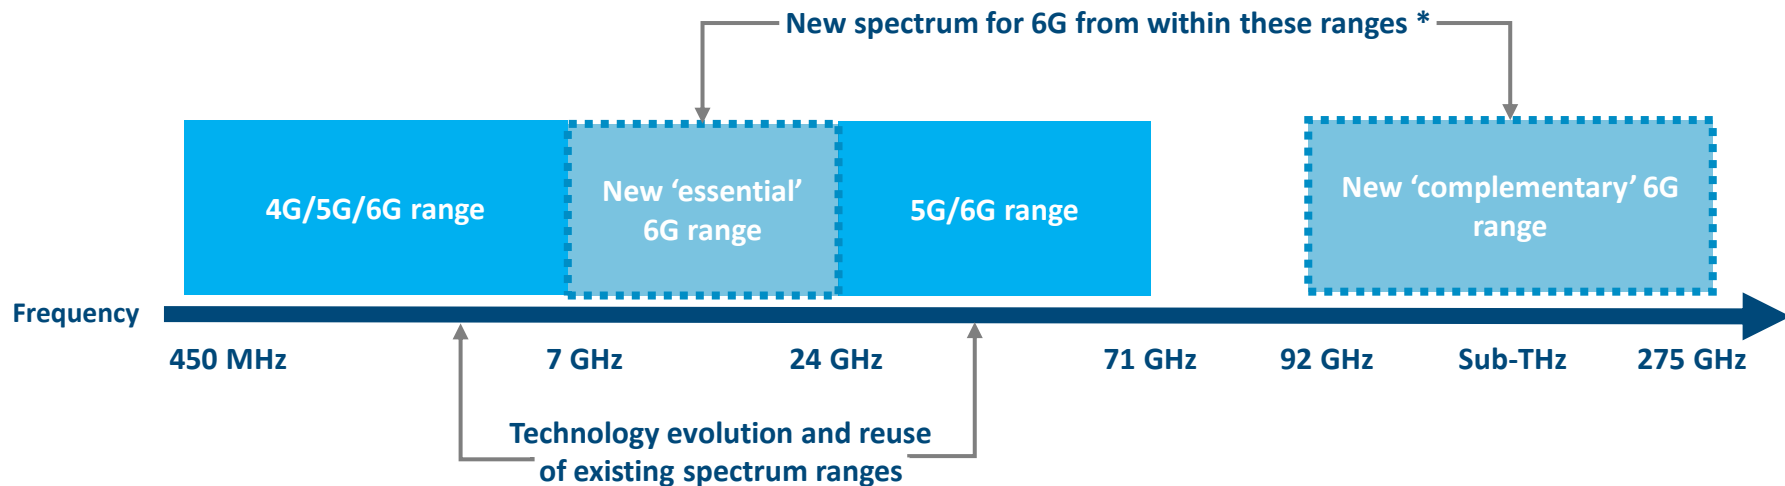 New spectrum for 6G from within these ranges *
4G/5G/6G range
New ‘essential’
6G range
5G/6G range
New ‘complementary’ 6G
range
Frequency
450 MHz
7 GHz
24 GHz
71 GHz
92 GHz
Sub-THz
275 GHz
Technology evolution and reuse
of existing spectrum ranges